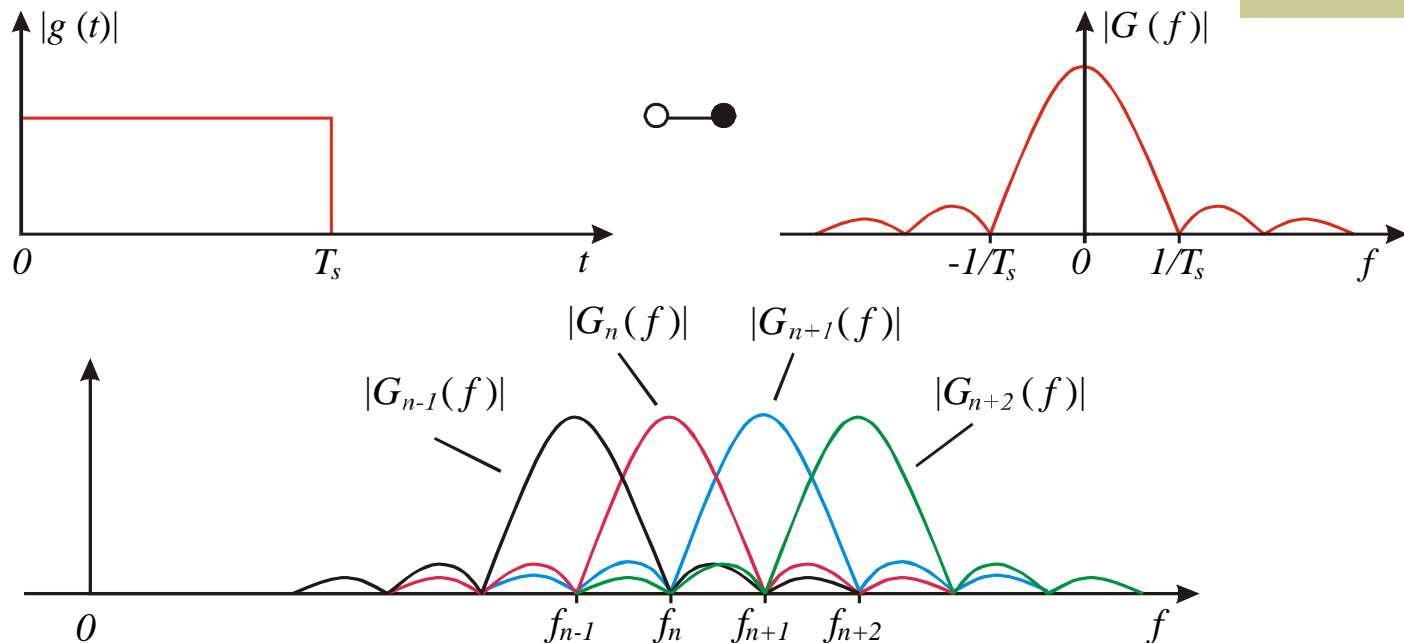 |g (t)|
|G (f)|
0
T_s
t
-1/T_s
0
1/T_s
f
|G_n(f)|
|G_{n+1}(f)|
|G_{n-1}(f)|
|G_{n+2}(f)|
0
f_{n-1}
f_n
f_{n+1}
f_{n+2}
f